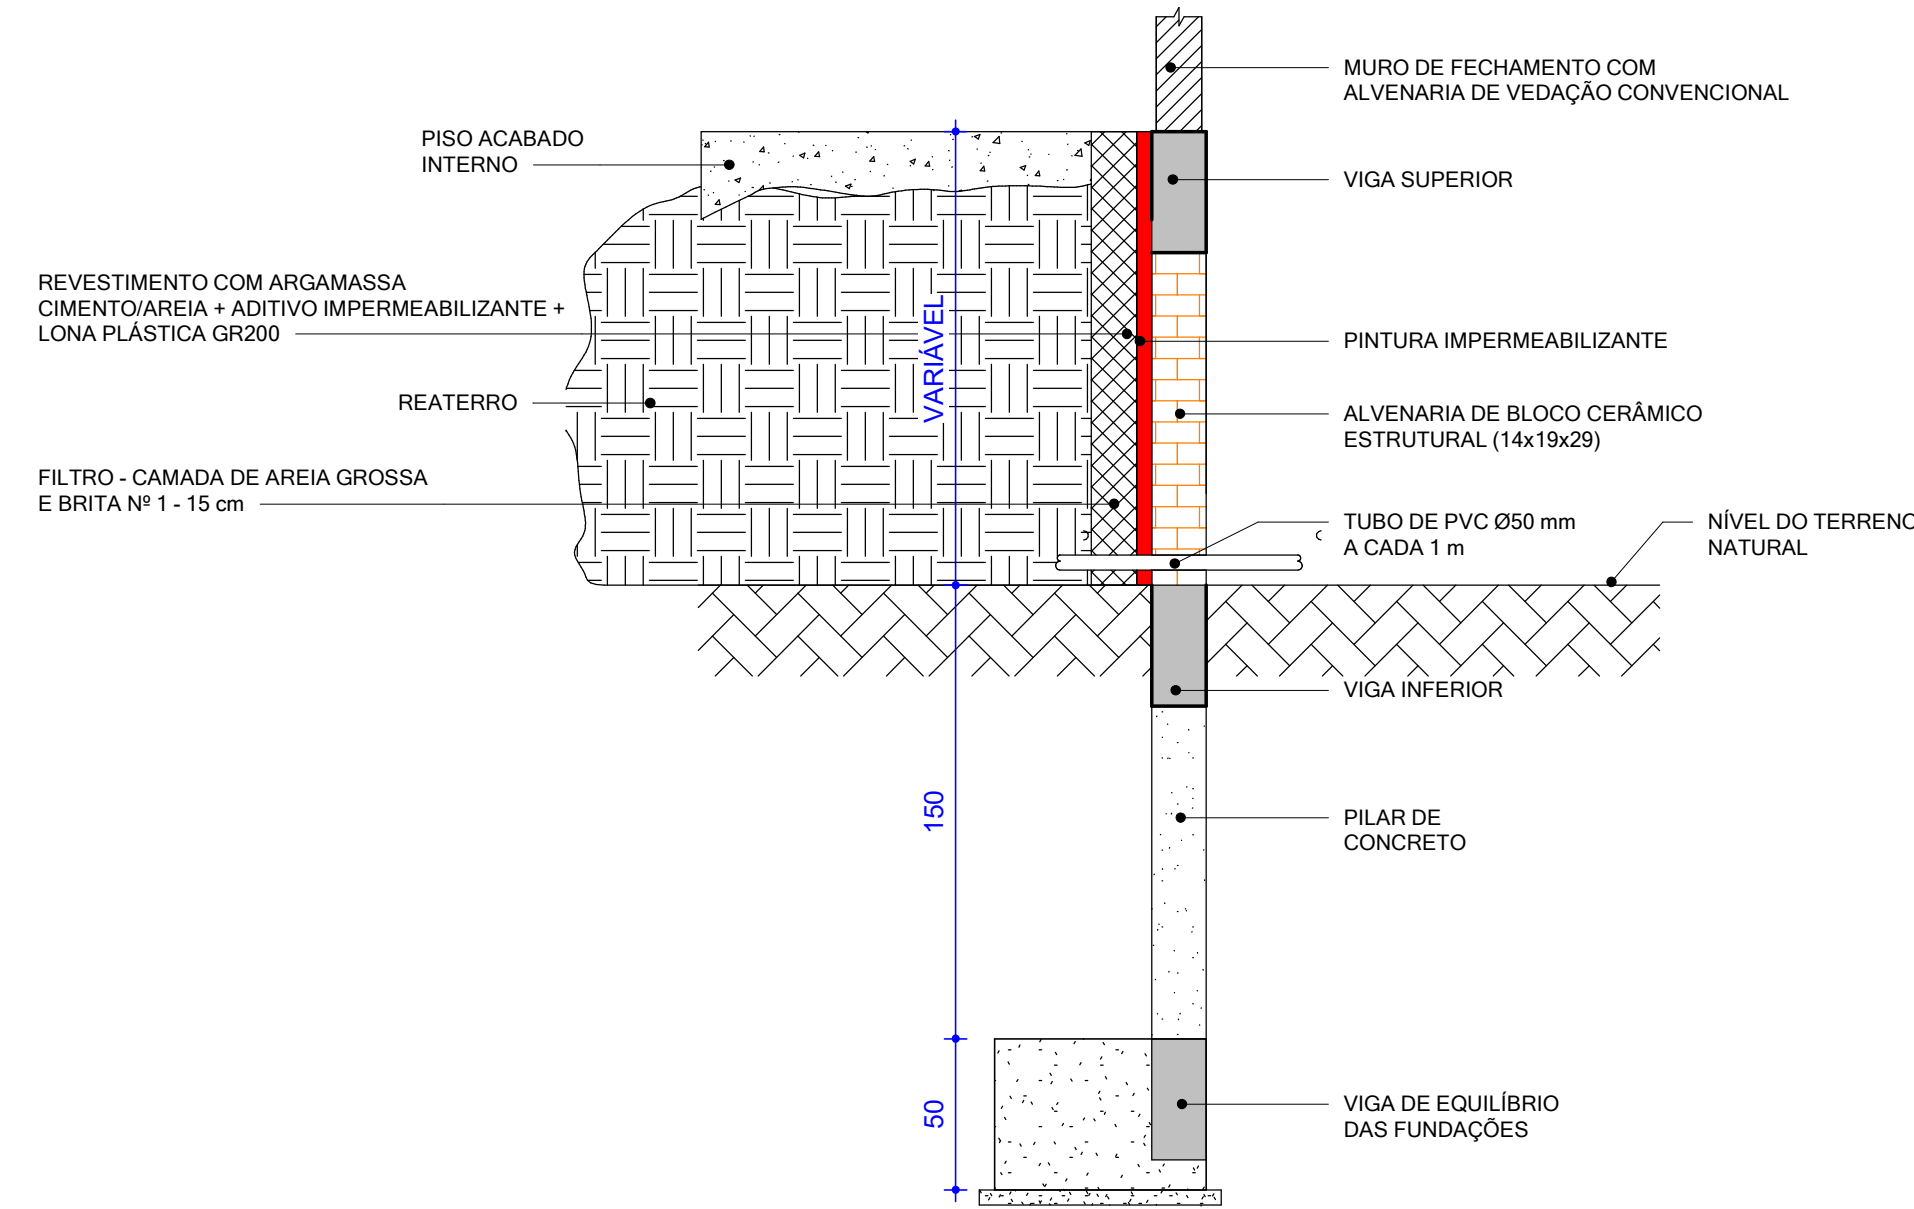 MURO DE FECHAMENTO COM
ALVENARIA DE VEDAÇÃO CONVENCIONAL
PISO ACABADO
INTERNO
VIGA SUPERIOR
REVESTIMENTO COM ARGAMASSA
CIMENTO/AREIA + ADITIVO IMPERMEABILIZANTE +
LONA PLÁSTICA GR200
PINTURA IMPERMEABILIZANTE
VARIÁVEL
REATERRO
ALVENARIA DE BLOCO CERÂMICO
ESTRUTURAL (14x19x29)
FILTRO - CAMADA DE AREIA GROSSA
E BRITA Nº 1 - 15 cm
TUBO DE PVC Ø50 mm
A CADA 1 m
NÍVEL DO TERRENO
NATURAL
VIGA INFERIOR
150
PILAR DE
CONCRETO
50
VIGA DE EQUILÍBRIO
DAS FUNDAÇÕES